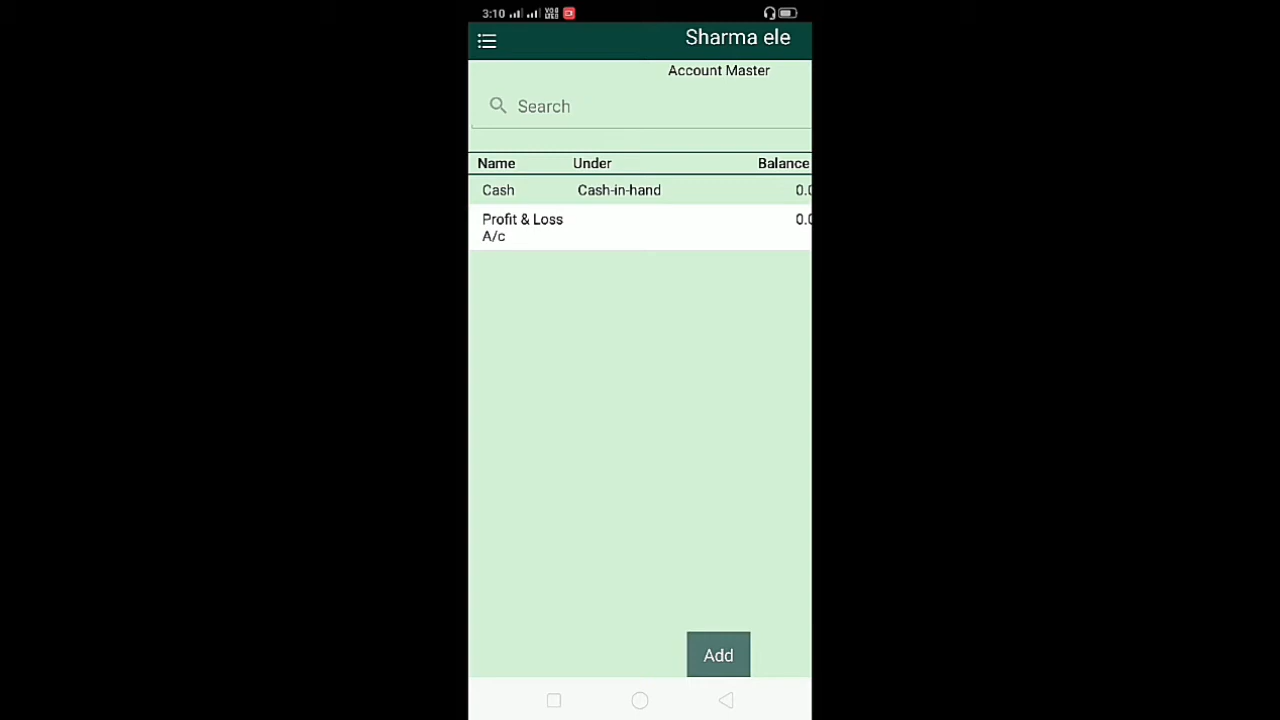 3:10
Sharma ele
Account Master
Search
Name Under Balance
Cash Cash-in-hand 0.0
Profit & Loss 0.0
A/c
Add